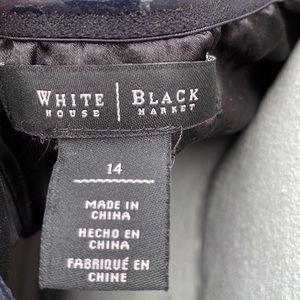 WHITE | BLACK
HOUSE MARKET
14
MADE IN
CHINA
HECHO EN
CHINA
FABRIQUÉ EN
CHINE